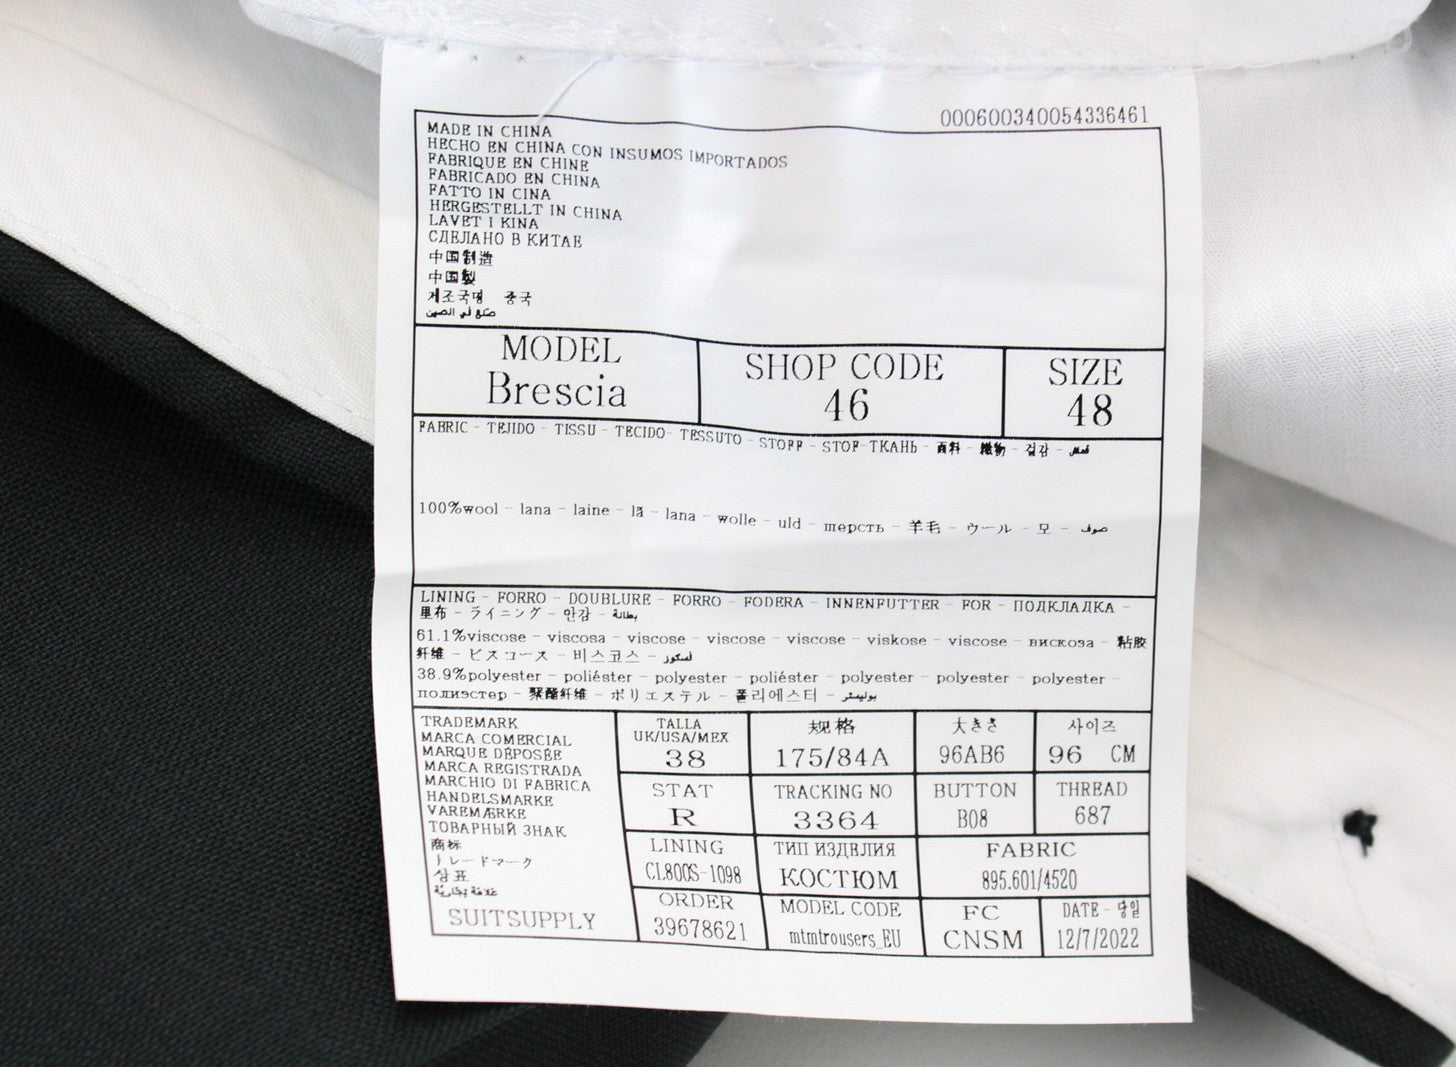 000600340054336461
MADE IN CHINA
HECHO EN CHINA CON INSUMOS IMPORTADOS
FABRIQUE EN CHINE
FABRICADO EN CHINA
FATTO IN CINA
HERGESTELLT IN CHINA
LAVET I KINA
СДЕЛАНО В КИТАЕ
中国制造
中国製
제조국명 중국
صنع في الصين
MODEL
Brescia
SHOP CODE
46
SIZE
48
FABRIC - TEJIDO - TISSU - TECIDO- TESSUTO - STOFF - STOF-ТКАНЬ - 面料 - 織物 - 겉감 -
100%wool - lana - laine - lã - lana - wolle - uld - шерсть - 羊毛 - ウール - 모 - صوف
LINING - FORRO - DOUBLURE - FORRO - FODERA - INNENFUTTER - FOR - ПОДКЛАДКА -
里布 - ライニング - 안감 - بطانة
61.1%viscose - viscosa - viscose - viscose - viscose - viskose - viscose - вискоза - 粘胶
纤维 - ビスコース - 비스코스 - فسكوز
38.9%polyester - poliéster - polyester - poliéster - polyester - polyester - polyester -
полиэстер - 聚酯纤维 - ポリエステル - 폴리에스터 - بوليستر
TRADEMARK
MARCA COMERCIAL
MARQUE DÉPOSÉE
MARCA REGISTRADA
MARCHIO DI FABRICA
HANDELSMARKE
VAREMÆRKE
ТОВАРНЫЙ ЗНАК
商标
トレードマーク
상표
علامة تجارية
SUITSUPPLY
TALLA
UK/USA/MEX
38
规格
175/84A
大きさ
96AB6
사이즈
96 CM
STAT
R
TRACKING NO
3364
BUTTON
B08
THREAD
687
LINING
CL800S-1098
ТИП ИЗДЕЛИЯ
КОСТЮМ
FABRIC
895.601/4520
ORDER
39678621
MODEL CODE
mtmtrousers_EU
FC
CNSM
DATE -
12/7/2022